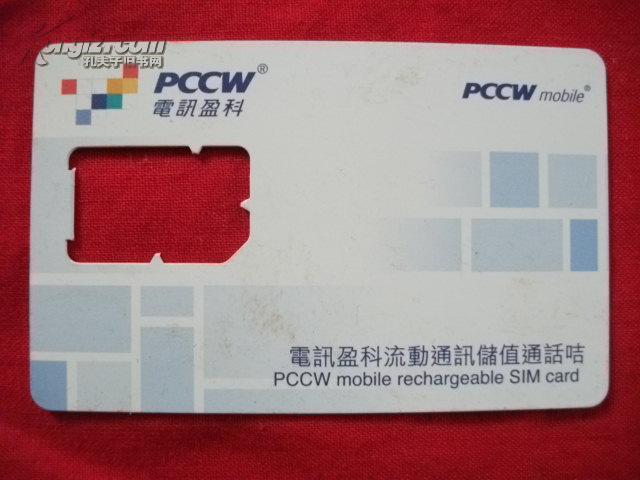 Kongfz.com
孔夫子旧书网
PCCW®
電訊盈科
PCCW mobile®
電訊盈科流動通訊儲值通話咭
PCCW mobile rechargeable SIM card